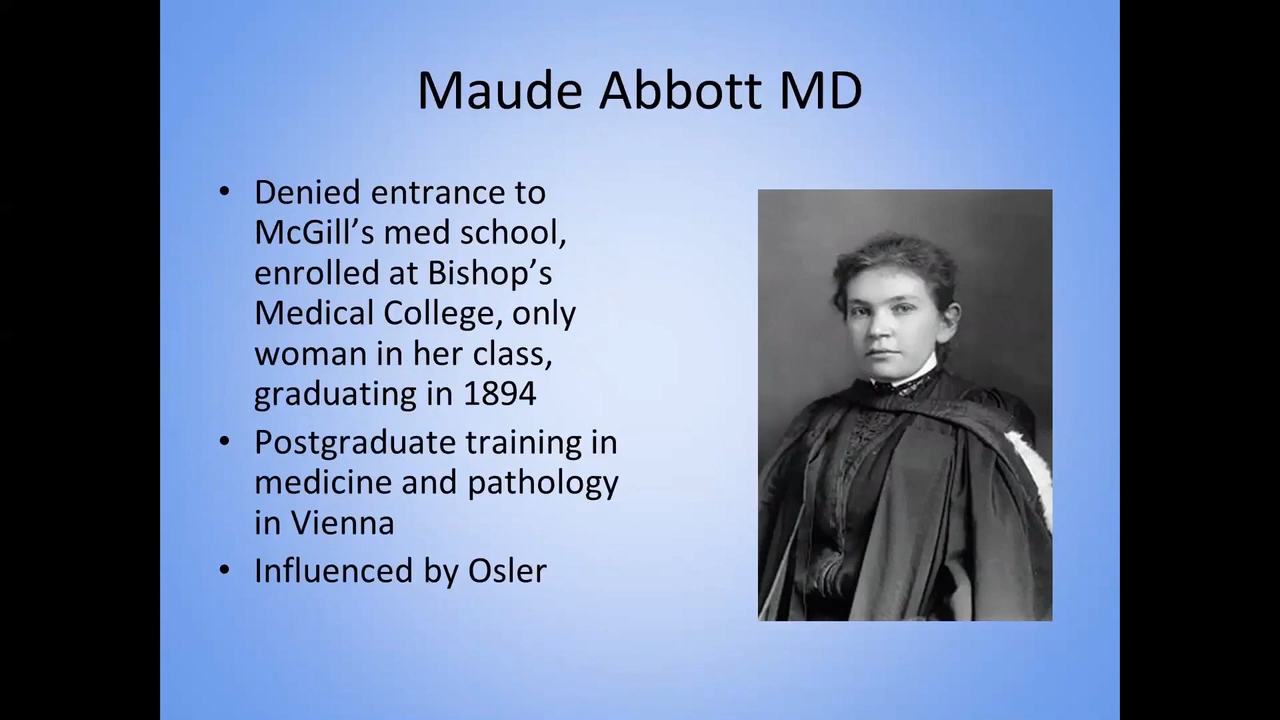 Maude Abbott MD
• Denied entrance to
McGill’s med school,
enrolled at Bishop’s
Medical College, only
woman in her class,
graduating in 1894
• Postgraduate training in
medicine and pathology
in Vienna
• Influenced by Osler